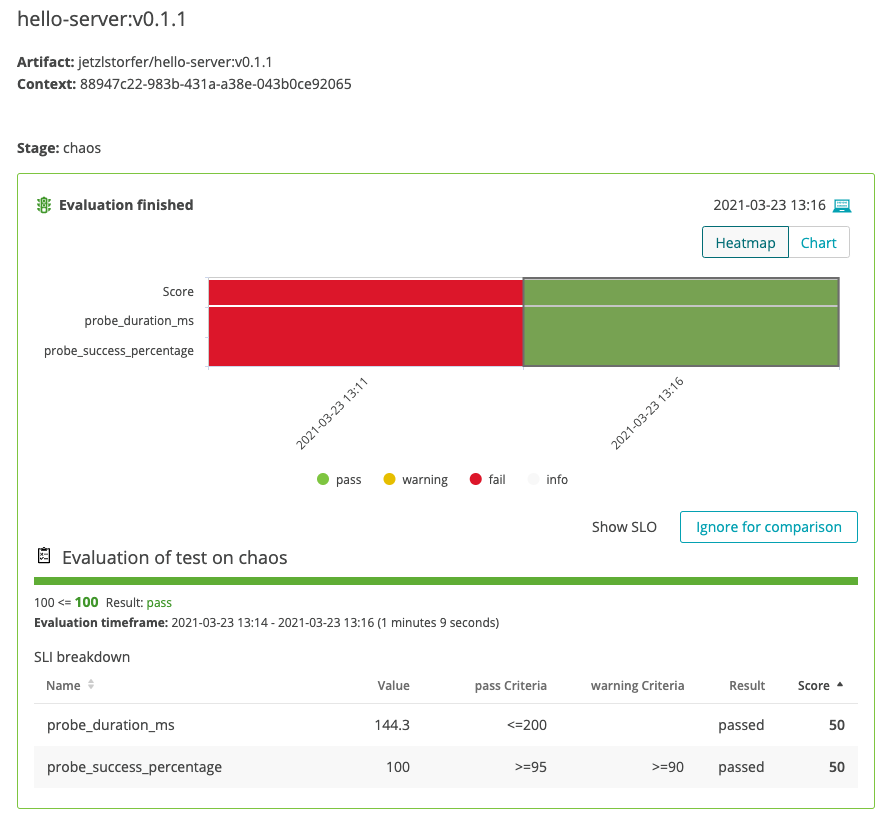 hello-server:v0.1.1
Artifact: jetzlstorfer/hello-server:v0.1.1
Context: 88947c22-983b-431a-a38e-043b0ce92065
Stage: chaos
Evaluation finished
2021-03-23 13:16
Heatmap Chart
Score
probe_duration_ms
probe_success_percentage
2021-03-23 13:11
2021-03-23 13:16
pass warning fail info
Show SLO Ignore for comparison
Evaluation of test on chaos
100 <= 100 Result: pass
Evaluation timeframe: 2021-03-23 13:14 - 2021-03-23 13:16 (1 minutes 9 seconds)
SLI breakdown
Name Value pass Criteria warning Criteria Result Score
probe_duration_ms 144.3 <=200 passed 50
probe_success_percentage 100 >=95 >=90 passed 50